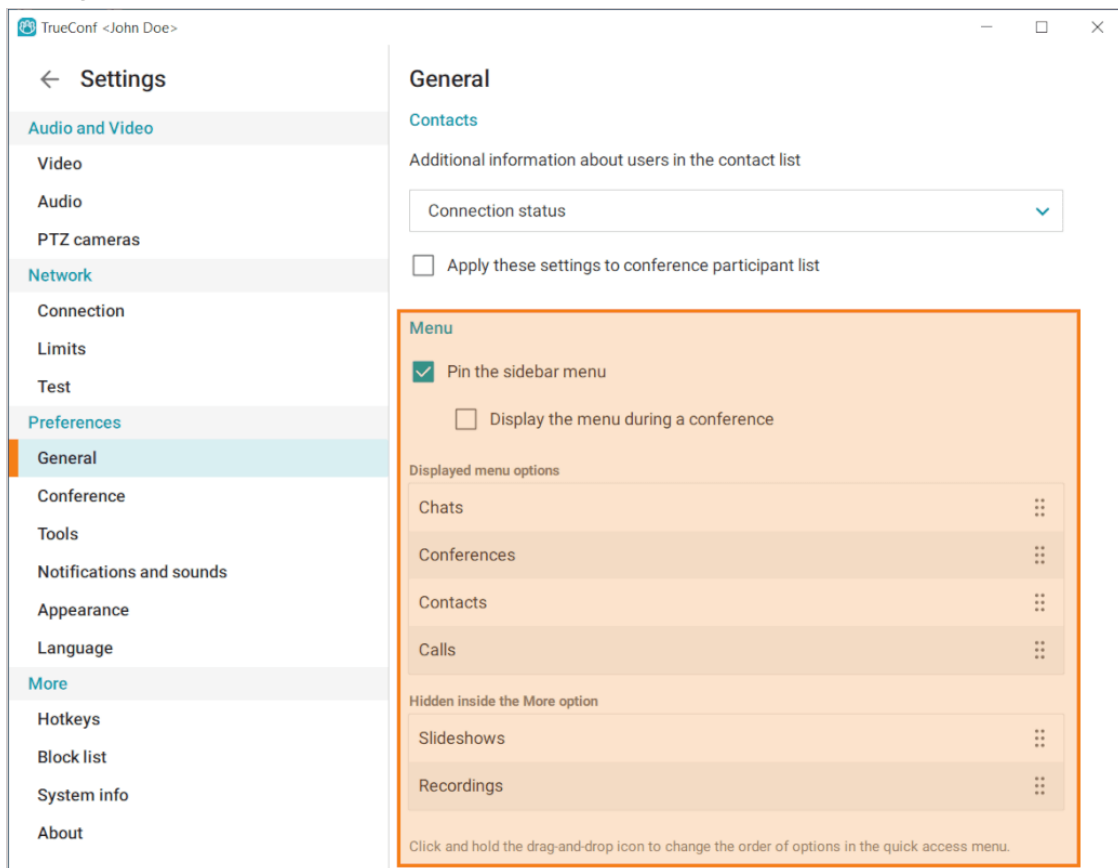 TrueConf <John Doe>
Settings
Audio and Video
Video
Audio
PTZ cameras
Network
Connection
Limits
Test
Preferences
General
Conference
Tools
Notifications and sounds
Appearance
Language
More
Hotkeys
Block list
System info
About
General
Contacts
Additional information about users in the contact list
Connection status
Apply these settings to conference participant list
Menu
Pin the sidebar menu
Display the menu during a conference
Displayed menu options
Chats
Conferences
Contacts
Calls
Hidden inside the More option
Slideshows
Recordings
Click and hold the drag-and-drop icon to change the order of options in the quick access menu.